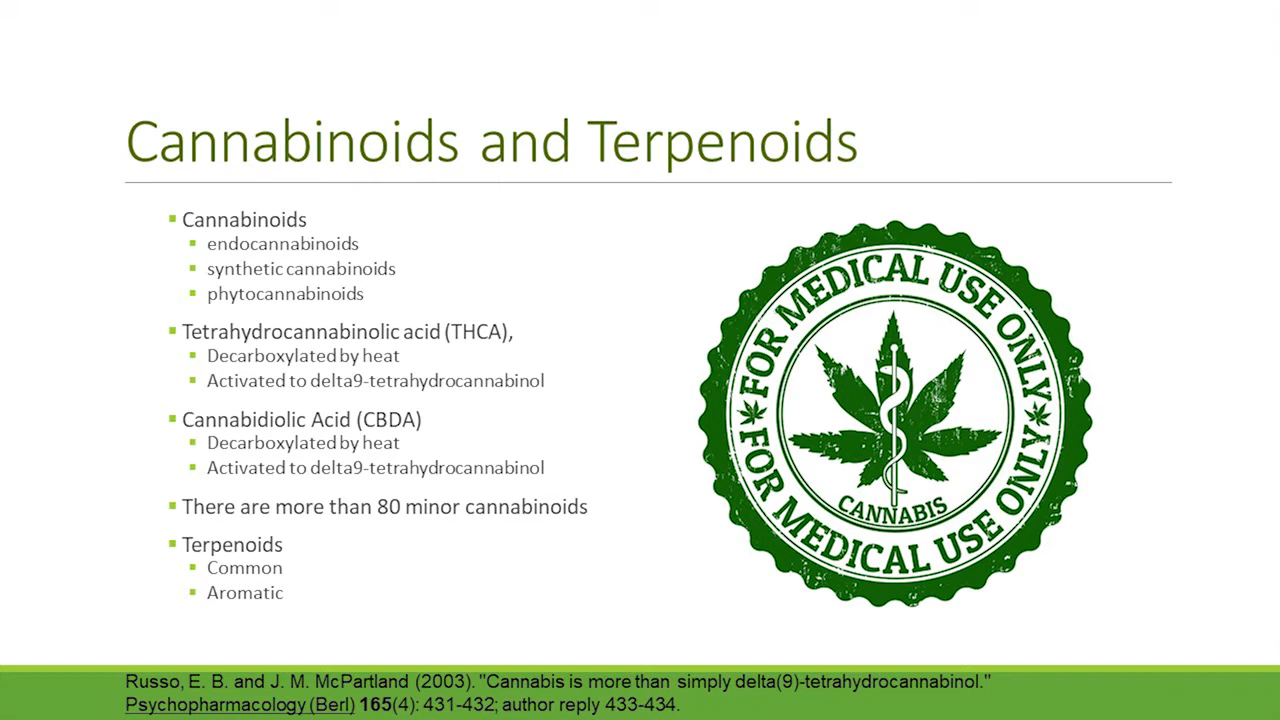 Cannabinoids and Terpenoids
Cannabinoids
endocannabinoids
synthetic cannabinoids
phytocannabinoids
Tetrahydrocannabinolic acid (THCA),
Decarboxylated by heat
Activated to delta9-tetrahydrocannabinol
Cannabidiolic Acid (CBDA)
Decarboxylated by heat
Activated to delta9-tetrahydrocannabinol
There are more than 80 minor cannabinoids
Terpenoids
Common
Aromatic
FOR MEDICAL USE ONLY
CANNABIS
FOR MEDICAL USE ONLY
Russo, E. B. and J. M. McPartland (2003). "Cannabis is more than simply delta(9)-tetrahydrocannabinol."
Psychopharmacology (Berl) 165(4): 431-432; author reply 433-434.